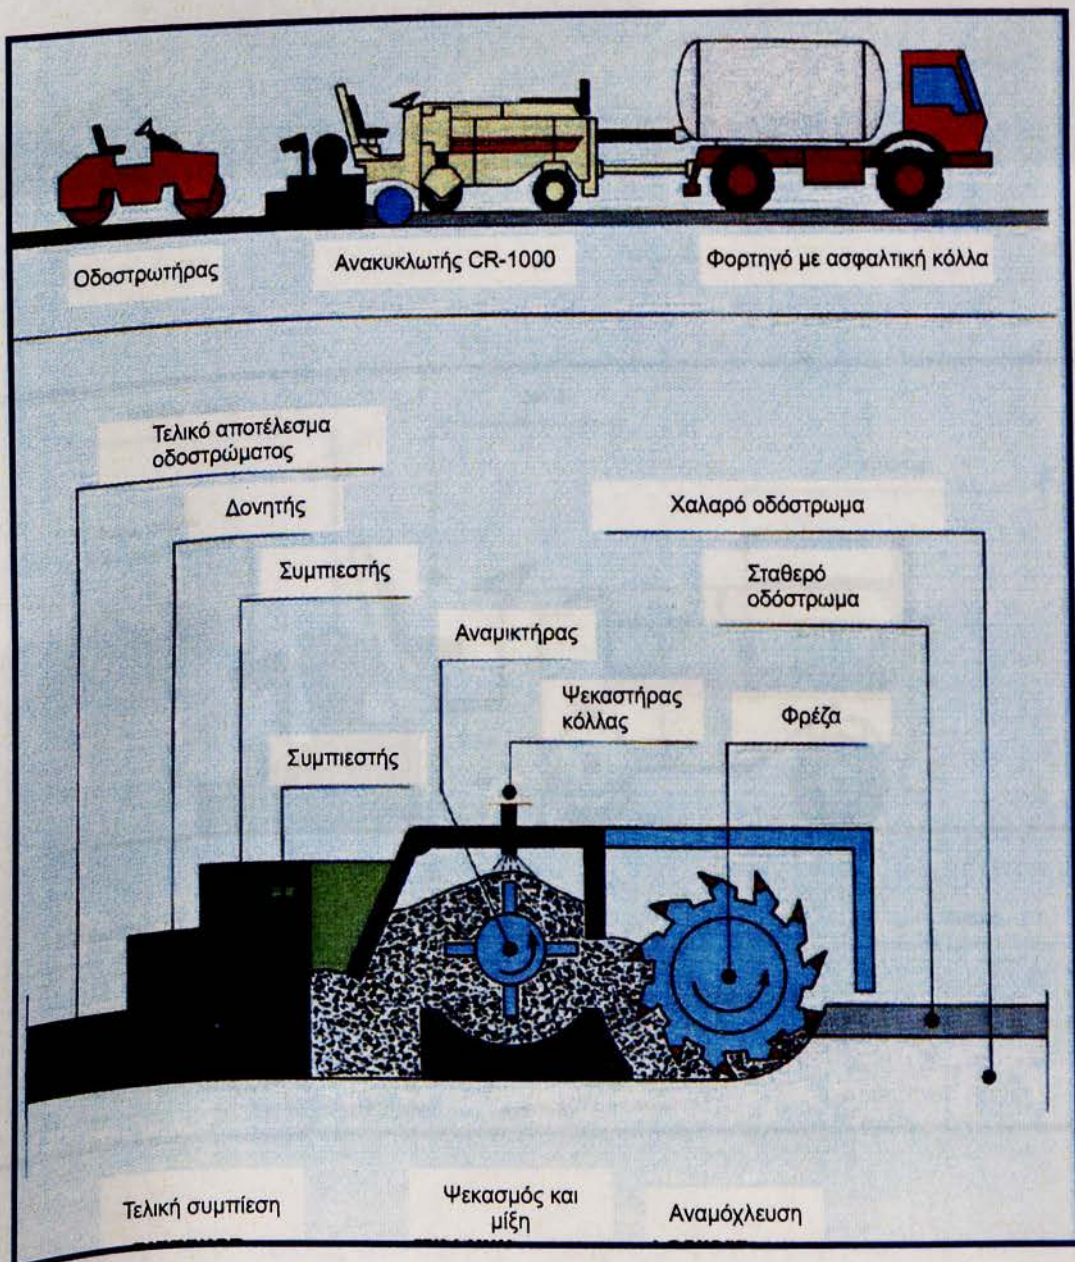 Οδοστρωτήρας
Ανακυκλωτής CR-1000
Φορτηγό με ασφαλτική κόλλα
Τελικό αποτέλεσμα
οδοστρώματος
Δονητής
Χαλαρό οδόστρωμα
Συμπιεστής
Σταθερό
οδόστρωμα
Αναμικτήρας
Ψεκαστήρας
κόλλας
Φρέζα
Συμπιεστής
Τελική συμπίεση
Ψεκασμός και
μίξη
Αναμόχλευση